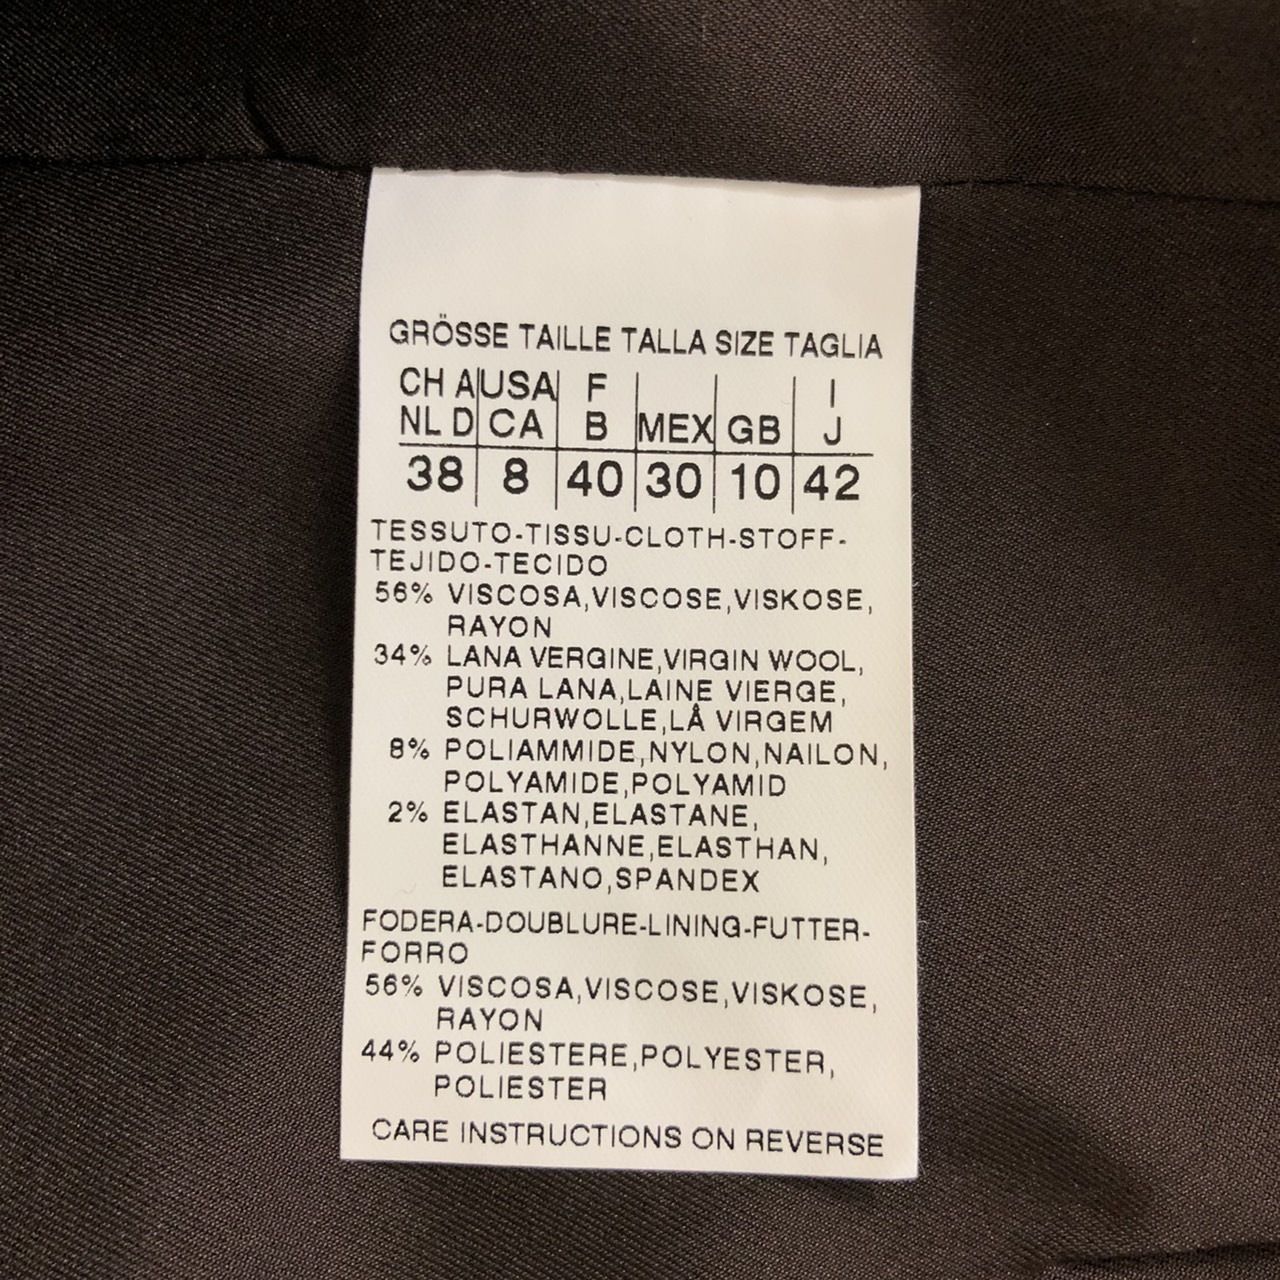 GRÖSSE TAILLE TALLA SIZE TAGLIA
CH A USA F I
NL D CA B MEX GB J
38 8 40 30 10 42
TESSUTO-TISSU-CLOTH-STOFF-
TEJIDO-TECIDO
56% VISCOSA,VISCOSE,VISKOSE,
RAYON
34% LANA VERGINE,VIRGIN WOOL,
PURA LANA,LAINE VIERGE,
SCHURWOLLE,LÅ VIRGEM
8% POLIAMMIDE,NYLON,NAILON,
POLYAMIDE,POLYAMID
2% ELASTAN,ELASTANE,
ELASTHANNE,ELASTHAN,
ELASTANO,SPANDEX
FODERA-DOUBLURE-LINING-FUTTER-
FORRO
56% VISCOSA,VISCOSE,VISKOSE,
RAYON
44% POLIESTERE,POLYESTER,
POLIESTER
CARE INSTRUCTIONS ON REVERSE